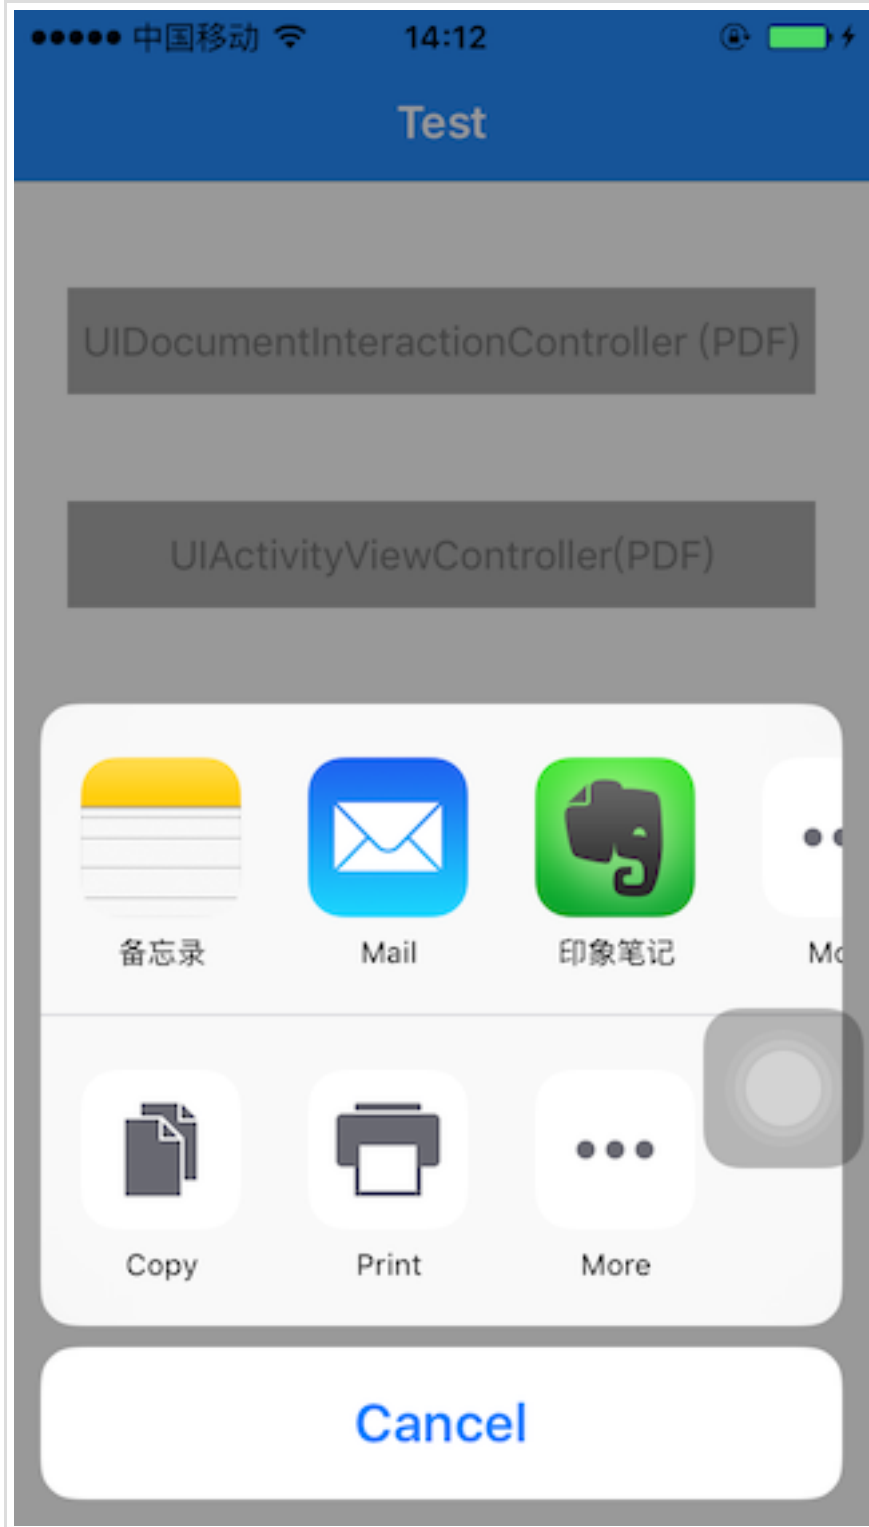 中国移动 14:12
Test
UIDocumentInteractionController (PDF)
UIActivityViewController(PDF)
备忘录 Mail 印象笔记 Mo
Copy Print More
Cancel